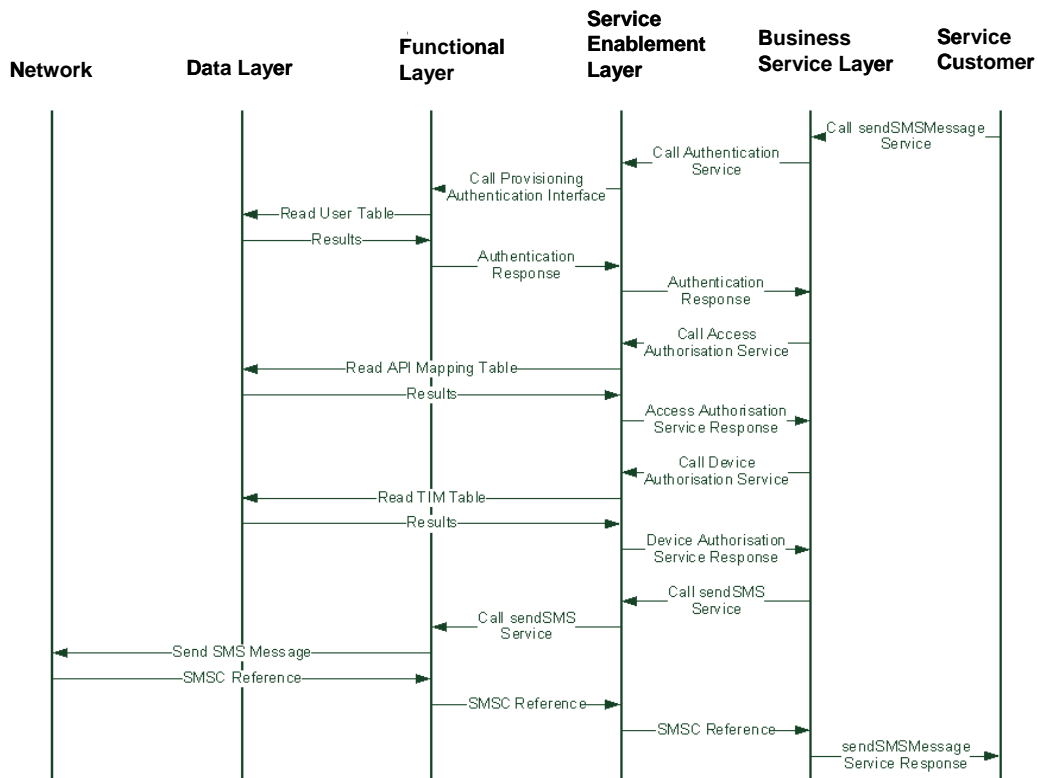 Network
Data Layer
Functional
Layer
Service
Enablement
Layer
Business
Service Layer
Service
Customer
Call sendSMSMessage
Service
Call Authentication
Service
Call Provisioning
Authentication Interface
Read User Table
Results
Authentication
Response
Authentication
Response
Call Access
Authorisation Service
Read API Mapping Table
Results
Access Authorisation
Service Response
Call Device
Authorisation Service
Read TIM Table
Results
Device Authorisation
Service Response
Call sendSMS
Service
Call sendSMS
Service
Send SMS Message
SMSC Reference
SMSC Reference
SMSC Reference
sendSMSMessage
Service Response